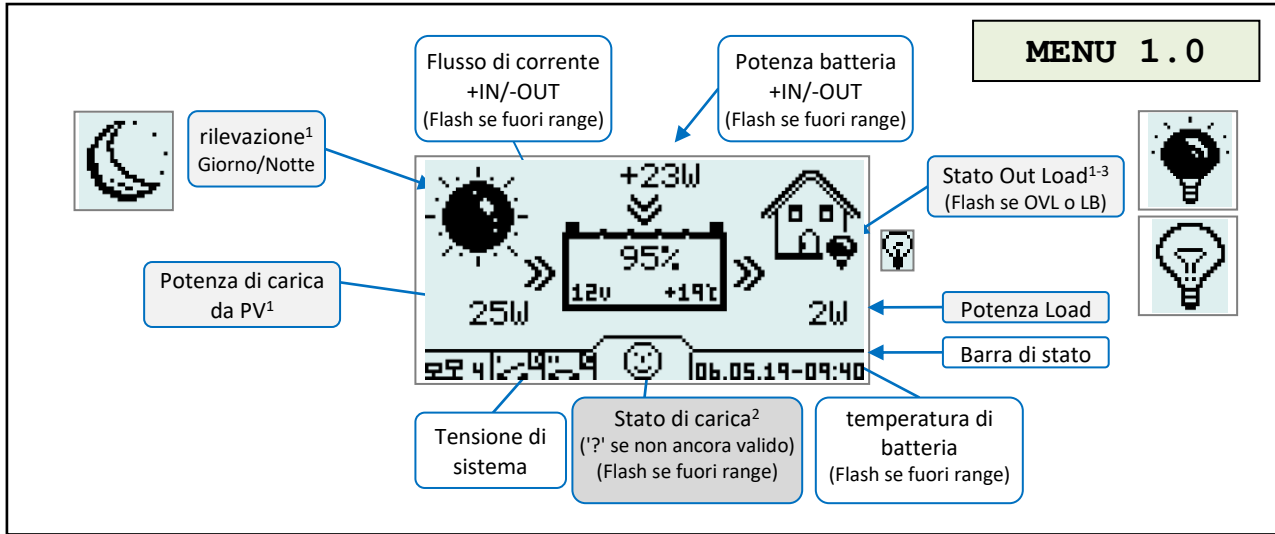 MENU 1.0
Flusso di corrente
+IN/-OUT
(Flash se fuori range)
Potenza batteria
+IN/-OUT
(Flash se fuori range)
rilevazione1
Giorno/Notte
Stato Out Load1-3
(Flash se OVL o LB)
+23W
95%
12v +19℃
25W
2W
Potenza di carica
da PV1
Potenza Load
Barra di stato
4
06.05.19-09:40
Tensione di
sistema
Stato di carica2
('?' se non ancora valido)
(Flash se fuori range)
temperatura di
batteria
(Flash se fuori range)